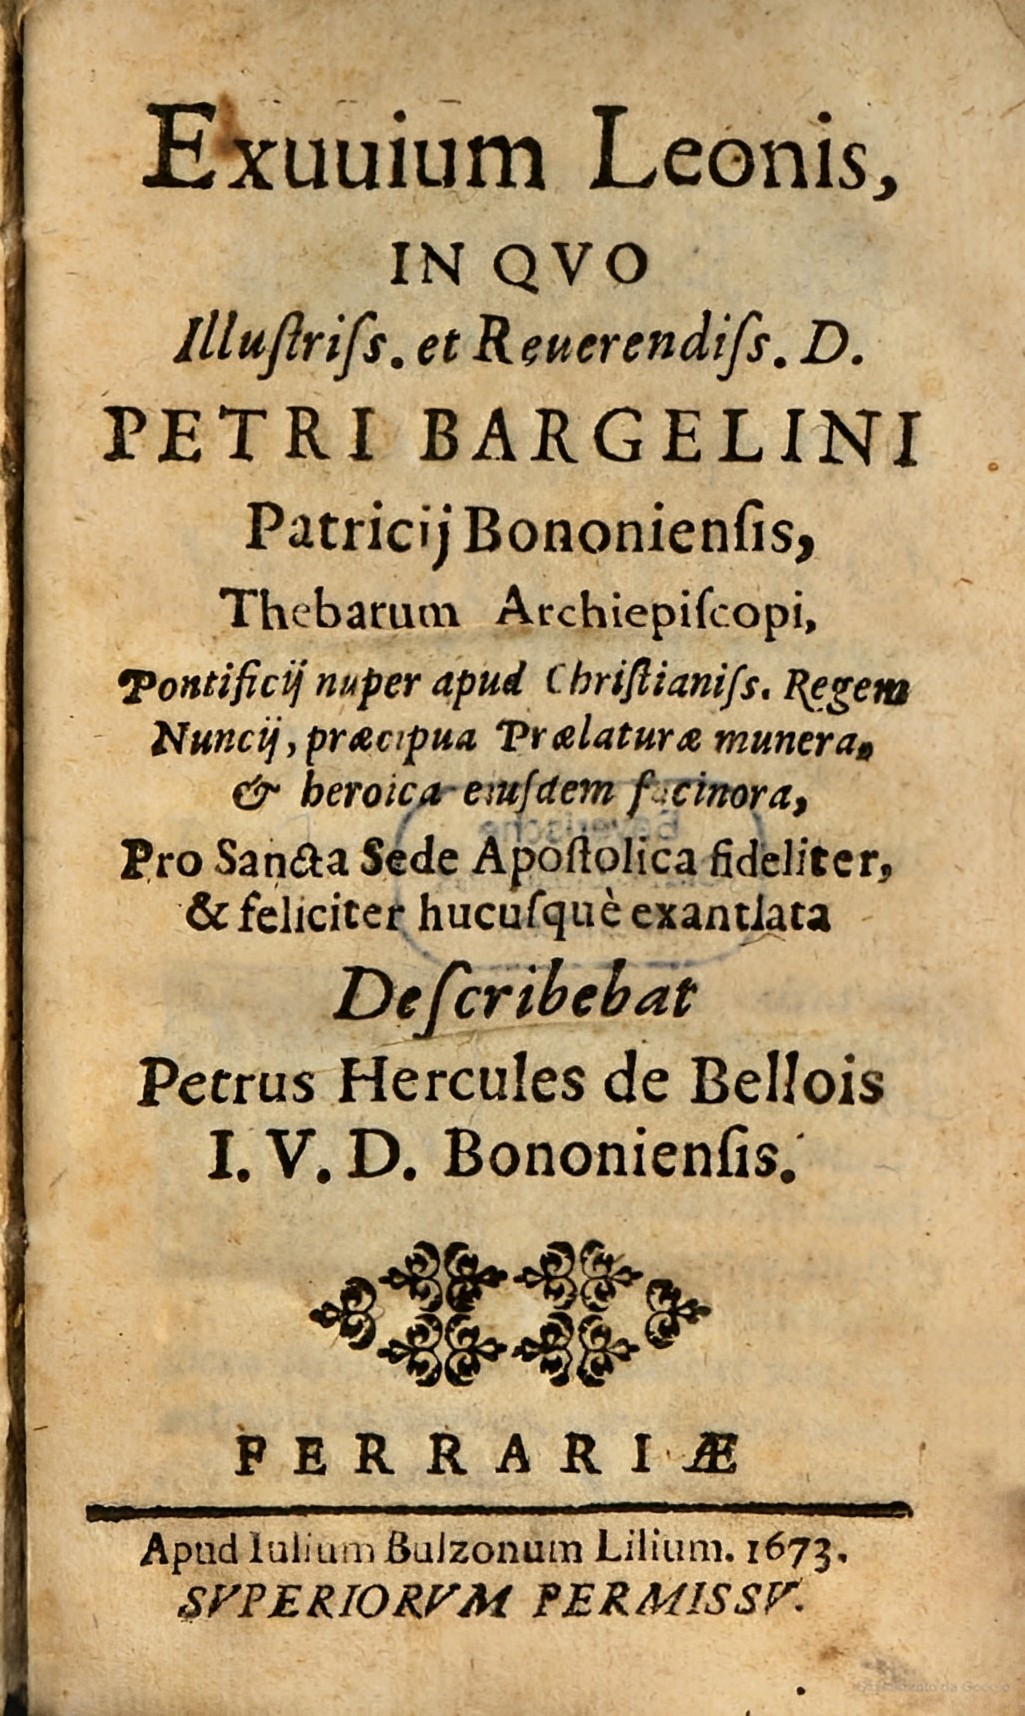 Exuuium Leonis,
IN QVO
Illuſtriſs. et Reuerendiſs. D.
PETRI BARGELINI
Patricij Bononienſis,
Thebarum Archiepiſcopi,
Pontificij nuper apud Chriſtianiſs. Regem
Nuncij, præcipua Prælaturæ munera,
& heroica eiuſdem facinora,
Pro Sancta Sede Apoſtolica fideliter,
& feliciter hucuſquè exantlata
Deſcribebat
Petrus Hercules de Bellois
I. V. D. Bononienſis.
FERRARIÆ
Apud Iulium Bulzonum Lilium. 1673.
SVPERIORVM PERMISSV.